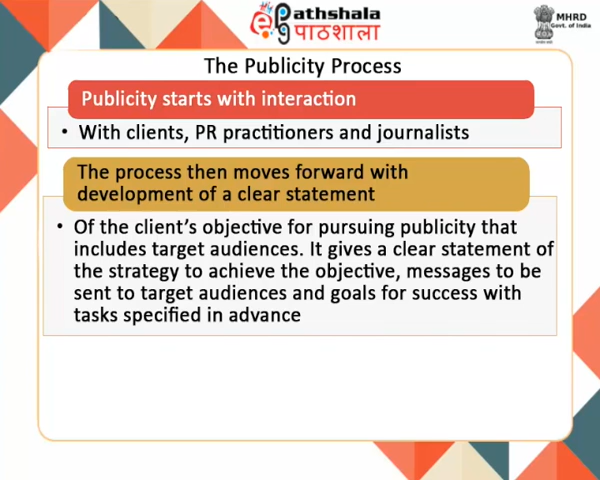 ePathshala
पाठशाला
MHRD
Govt. of India
The Publicity Process
Publicity starts with interaction
• With clients, PR practitioners and journalists
The process then moves forward with
development of a clear statement
• Of the client’s objective for pursuing publicity that
includes target audiences. It gives a clear statement of
the strategy to achieve the objective, messages to be
sent to target audiences and goals for success with
tasks specified in advance